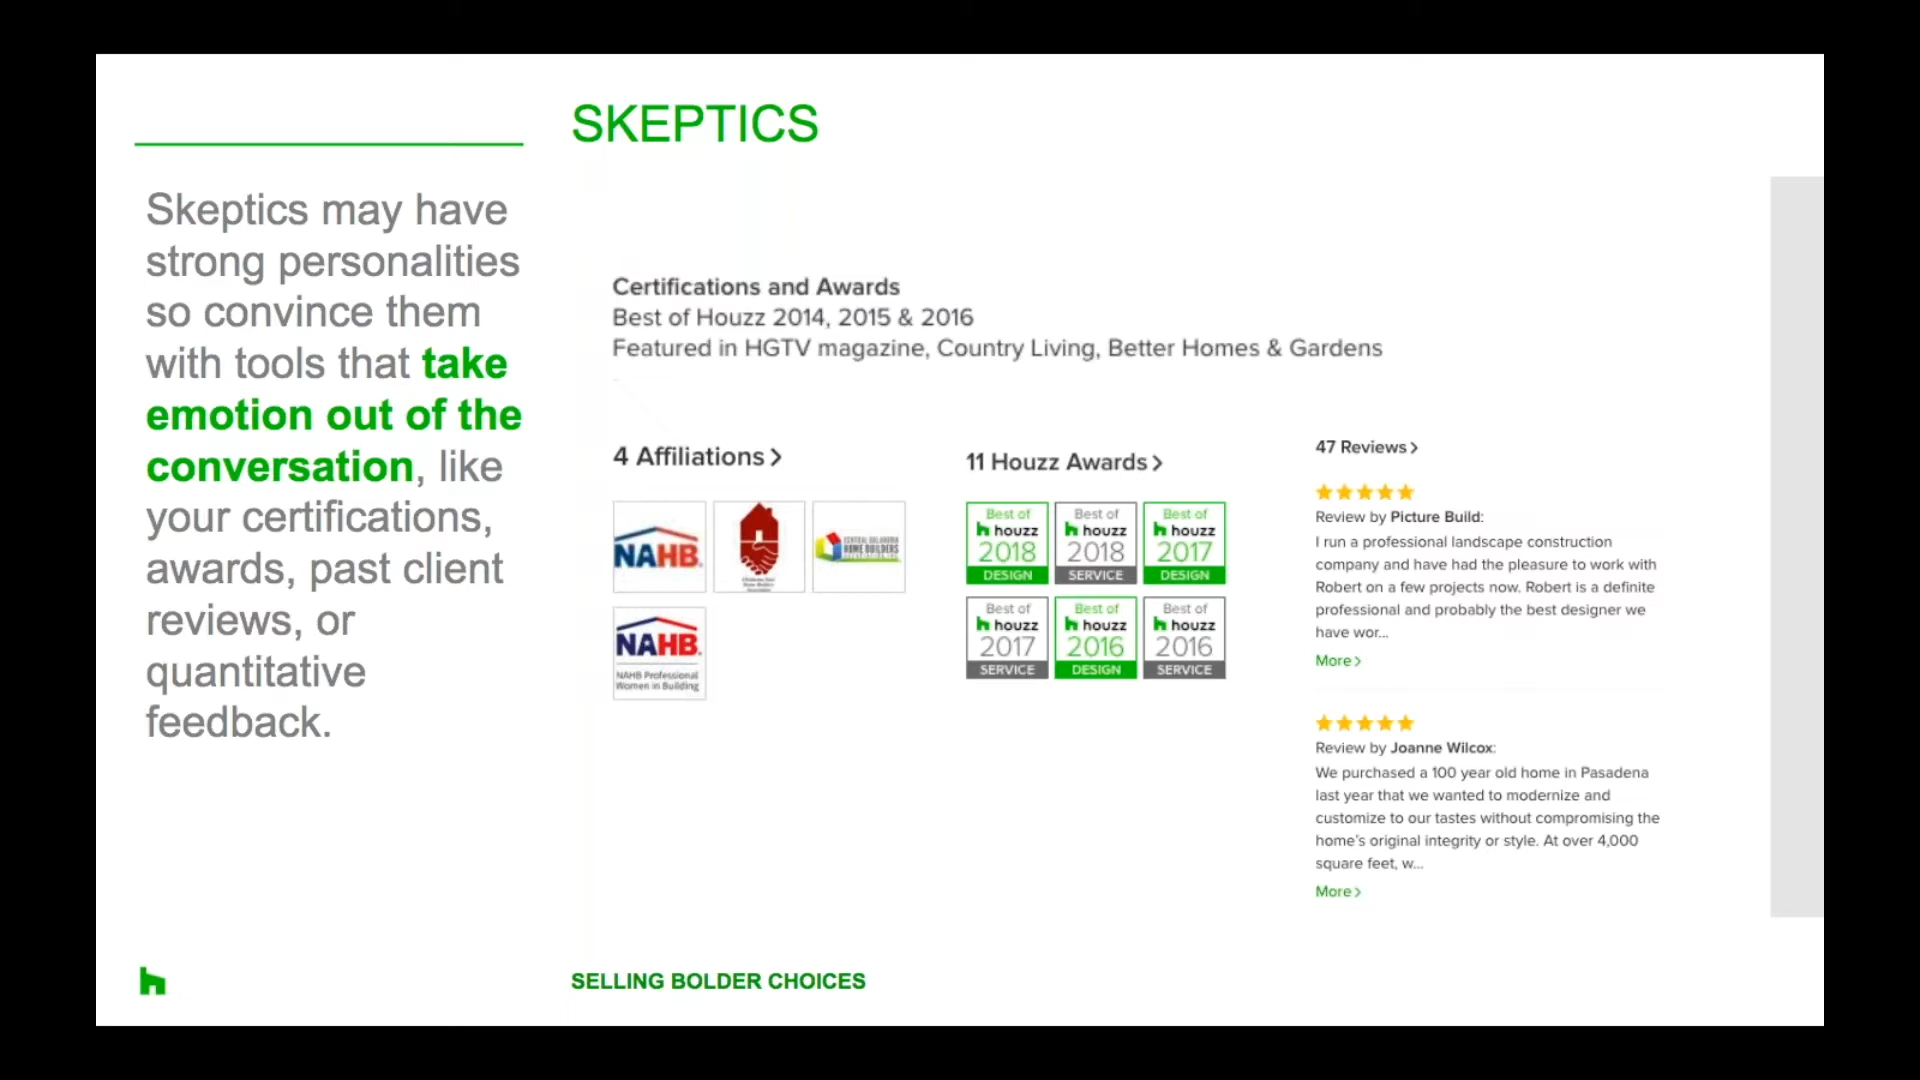 SKEPTICS
Skeptics may have
strong personalities
so convince them
with tools that take
emotion out of the
conversation, like
your certifications,
awards, past client
reviews, or
quantitative
feedback.
Certifications and Awards
Best of Houzz 2014, 2015 & 2016
Featured in HGTV magazine, Country Living, Better Homes & Gardens
4 Affiliations >
NAHB
CENTRAL OKLAHOMA
HOME BUILDERS
NAHB
NAHB Professional
Women in Building
11 Houzz Awards >
Best of
houzz
2018
DESIGN
Best of
houzz
2018
SERVICE
Best of
houzz
2017
DESIGN
Best of
houzz
2017
SERVICE
Best of
houzz
2016
DESIGN
Best of
houzz
2016
SERVICE
47 Reviews >
Review by Picture Build:
I run a professional landscape construction
company and have had the pleasure to work with
Robert on a few projects now. Robert is a definite
professional and probably the best designer we
have wor...
More >
Review by Joanne Wilcox:
We purchased a 100 year old home in Pasadena
last year that we wanted to modernize and
customize to our tastes without compromising the
home's original integrity or style. At over 4,000
square feet, w...
More >
SELLING BOLDER CHOICES